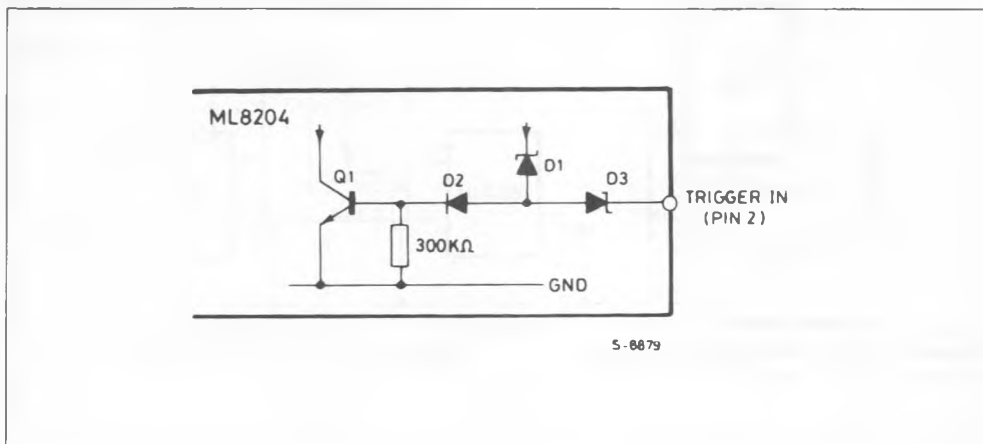 ML8204
Q1
D2
D1
D3
TRIGGER IN
(PIN 2)
300KΩ
GND
S-8879